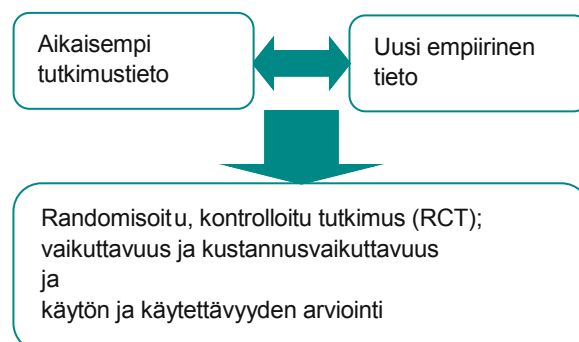 Aikaisempi
tutkimustieto
Uusi empiirinen
tieto
Randomisoitu, kontrolloitu tutkimus (RCT);
vaikuttavuus ja kustannusvaikuttavuus
ja
käytön ja käytettävyyden arviointi